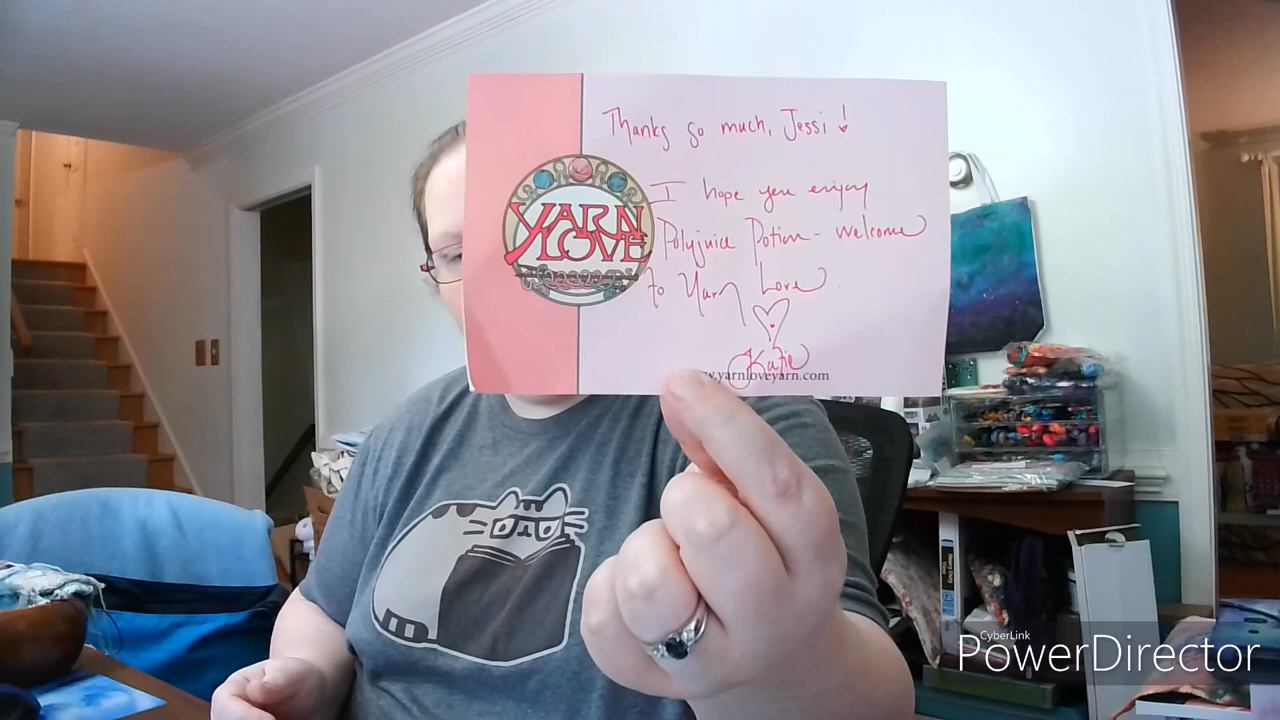 Thanks so much, Jessi!
I hope you enjoy
Polyjuice Potion - welcome
to Yarn Love
Katie
YARN
LOVE
yarnloveyarn.com
CyberLink
PowerDirector